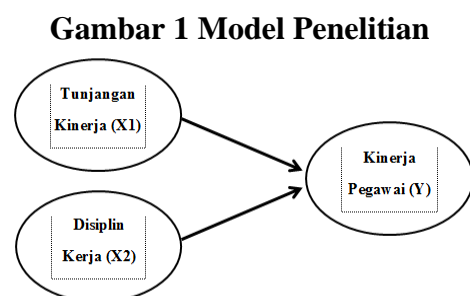 Gambar 1 Model Penelitian
Tunjangan
Kinerja (X1)
Kinerja
Pegawai (Y)
Disiplin
Kerja (X2)